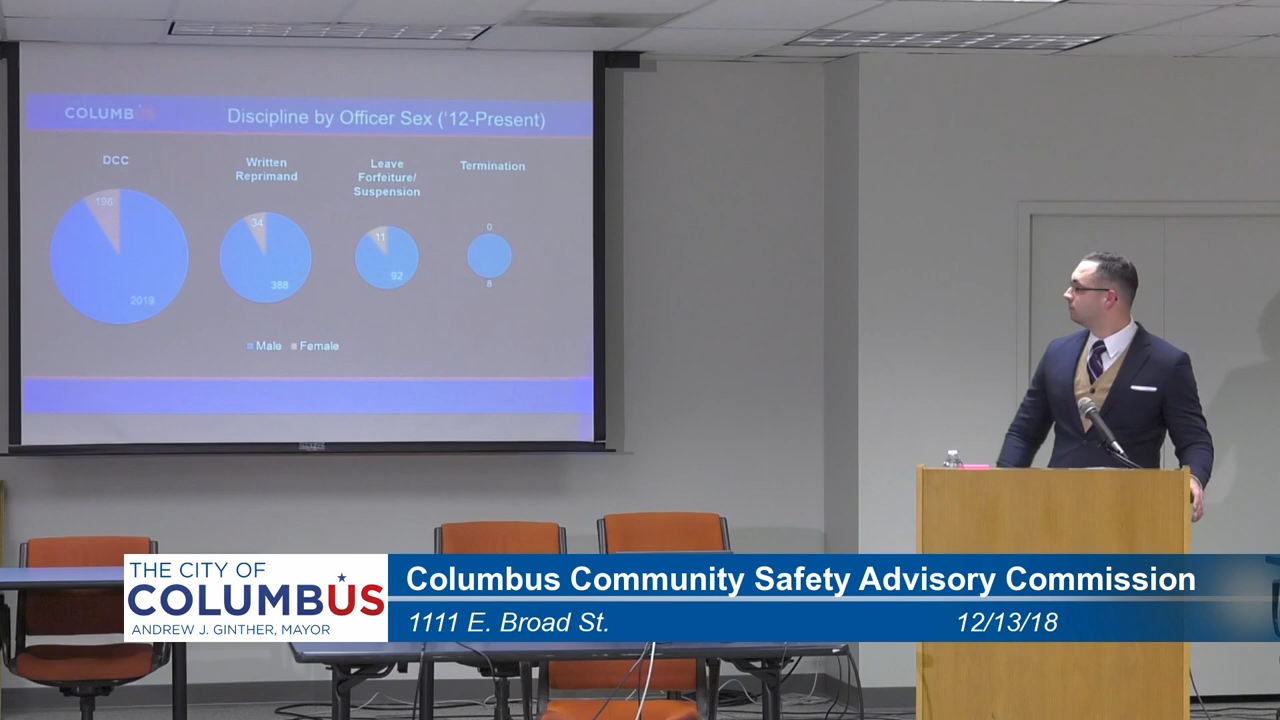 COLUMBUS
Discipline by Officer Sex ('12-Present)
DCC
196
2019
Written
Reprimand
34
388
Leave
Forfeiture/
Suspension
11
92
Termination
0
8
Male
Female
THE CITY OF
COLUMBUS
ANDREW J. GINTHER, MAYOR
Columbus Community Safety Advisory Commission
1111 E. Broad St.
12/13/18